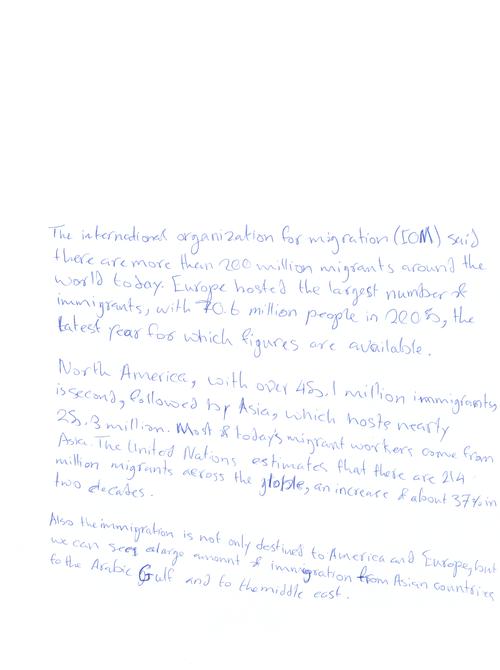 The international organization for migration (IOM) said
there are more than 200 million migrants around the
world today. Europe hosted the largest number of
immigrants, with 70.6 million people in 2005, the
latest year for which figures are available.
North America, with over 45.1 million immigrants,
is second, followed by Asia, which hosts nearly
25.3 million. Most of today's migrant workers come from
Asia. The United Nations estimates that there are 214
million migrants across the globle, an increase of about 37% in
two decades.
Also the immigration is not only destined to America and Europe, but
we can see a large amount of immigration from Asian countries
to the Arabic Gulf and to the middle east.